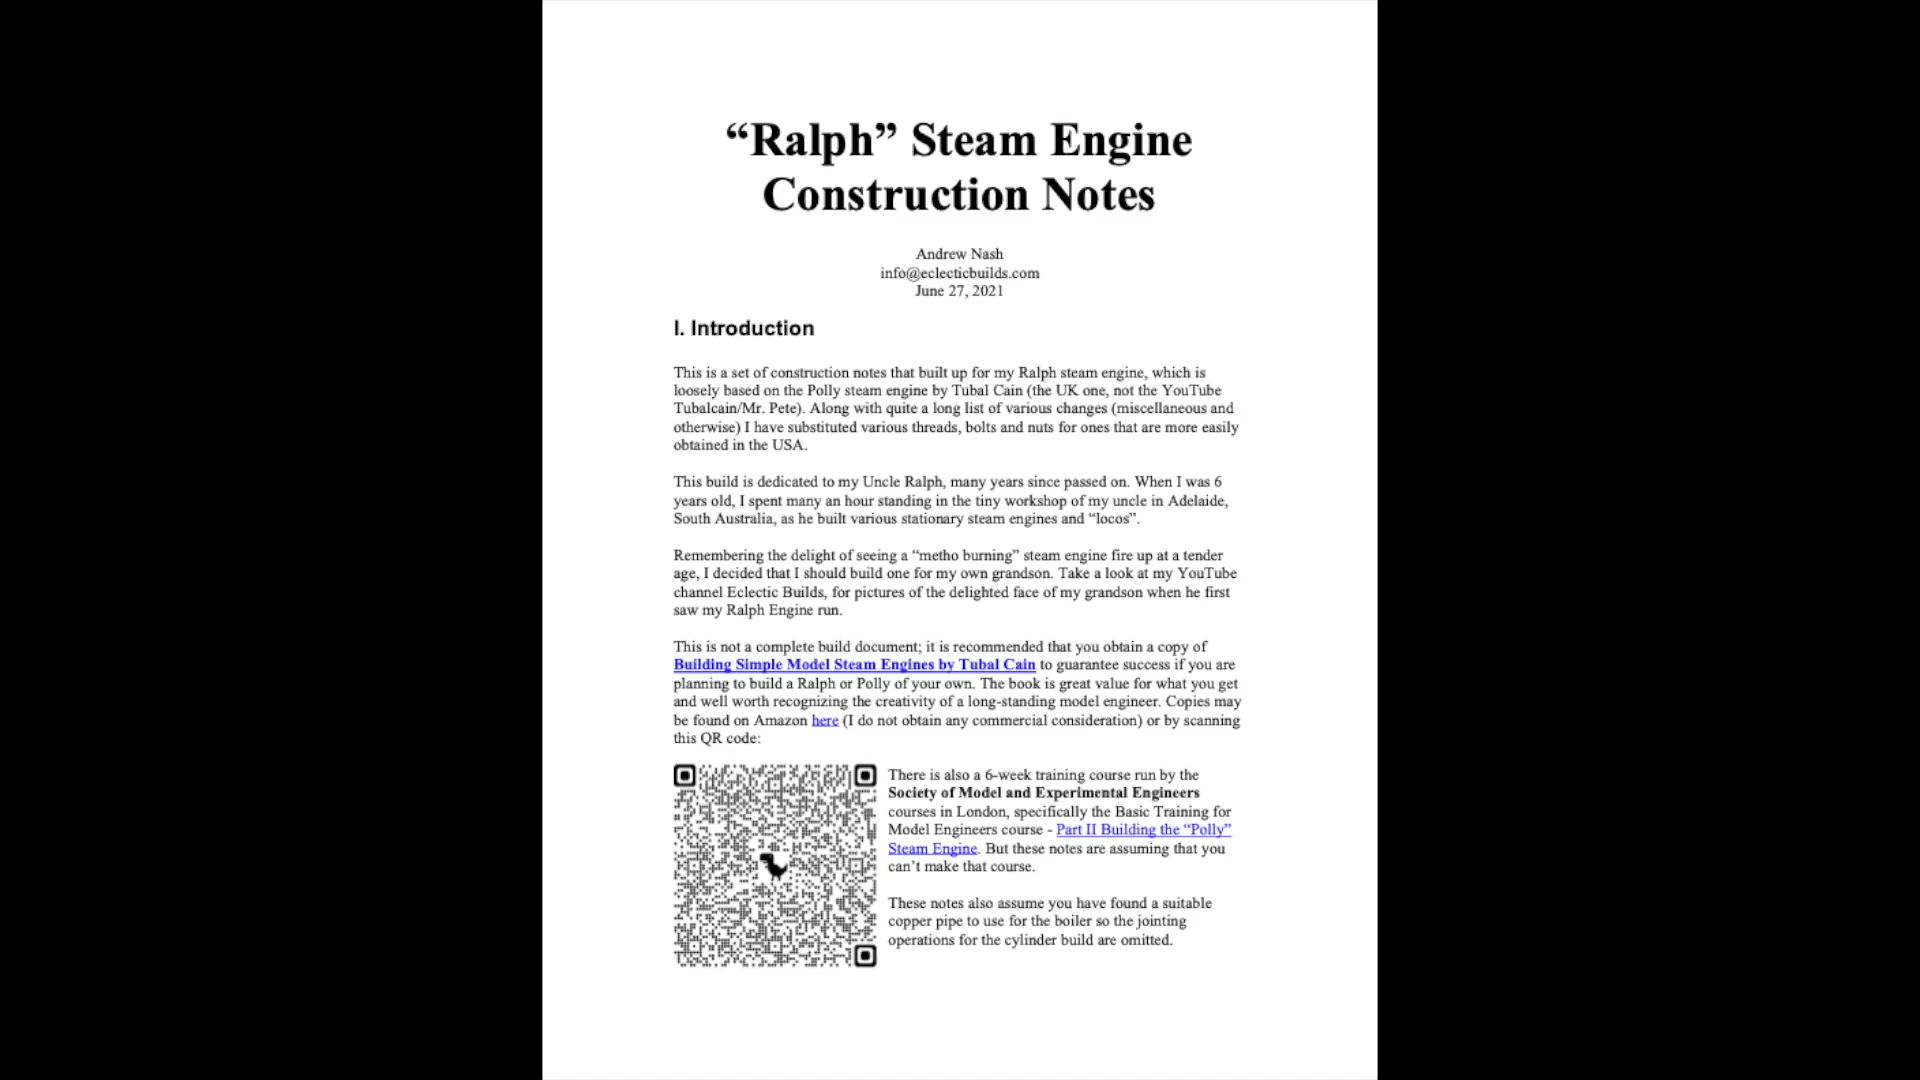 “Ralph” Steam Engine
Construction Notes
Andrew Nash
info@eclecticbuilds.com
June 27, 2021
I. Introduction
This is a set of construction notes that built up for my Ralph steam engine, which is
loosely based on the Polly steam engine by Tubal Cain (the UK one, not the YouTube
Tubalcain/Mr. Pete). Along with quite a long list of various changes (miscellaneous and
otherwise) I have substituted various threads, bolts and nuts for ones that are more easily
obtained in the USA.
This build is dedicated to my Uncle Ralph, many years since passed on. When I was 6
years old, I spent many an hour standing in the tiny workshop of my uncle in Adelaide,
South Australia, as he built various stationary steam engines and “locos”.
Remembering the delight of seeing a “metho burning” steam engine fire up at a tender
age, I decided that I should build one for my own grandson. Take a look at my YouTube
channel Eclectic Builds, for pictures of the delighted face of my grandson when he first
saw my Ralph Engine run.
This is not a complete build document; it is recommended that you obtain a copy of
Building Simple Model Steam Engines by Tubal Cain to guarantee success if you are
planning to build a Ralph or Polly of your own. The book is great value for what you get
and well worth recognizing the creativity of a long-standing model engineer. Copies may
be found on Amazon here (I do not obtain any commercial consideration) or by scanning
this QR code:
There is also a 6-week training course run by the
Society of Model and Experimental Engineers
courses in London, specifically the Basic Training for
Model Engineers course - Part II Building the “Polly”
Steam Engine. But these notes are assuming that you
can’t make that course.
These notes also assume you have found a suitable
copper pipe to use for the boiler so the jointing
operations for the cylinder build are omitted.